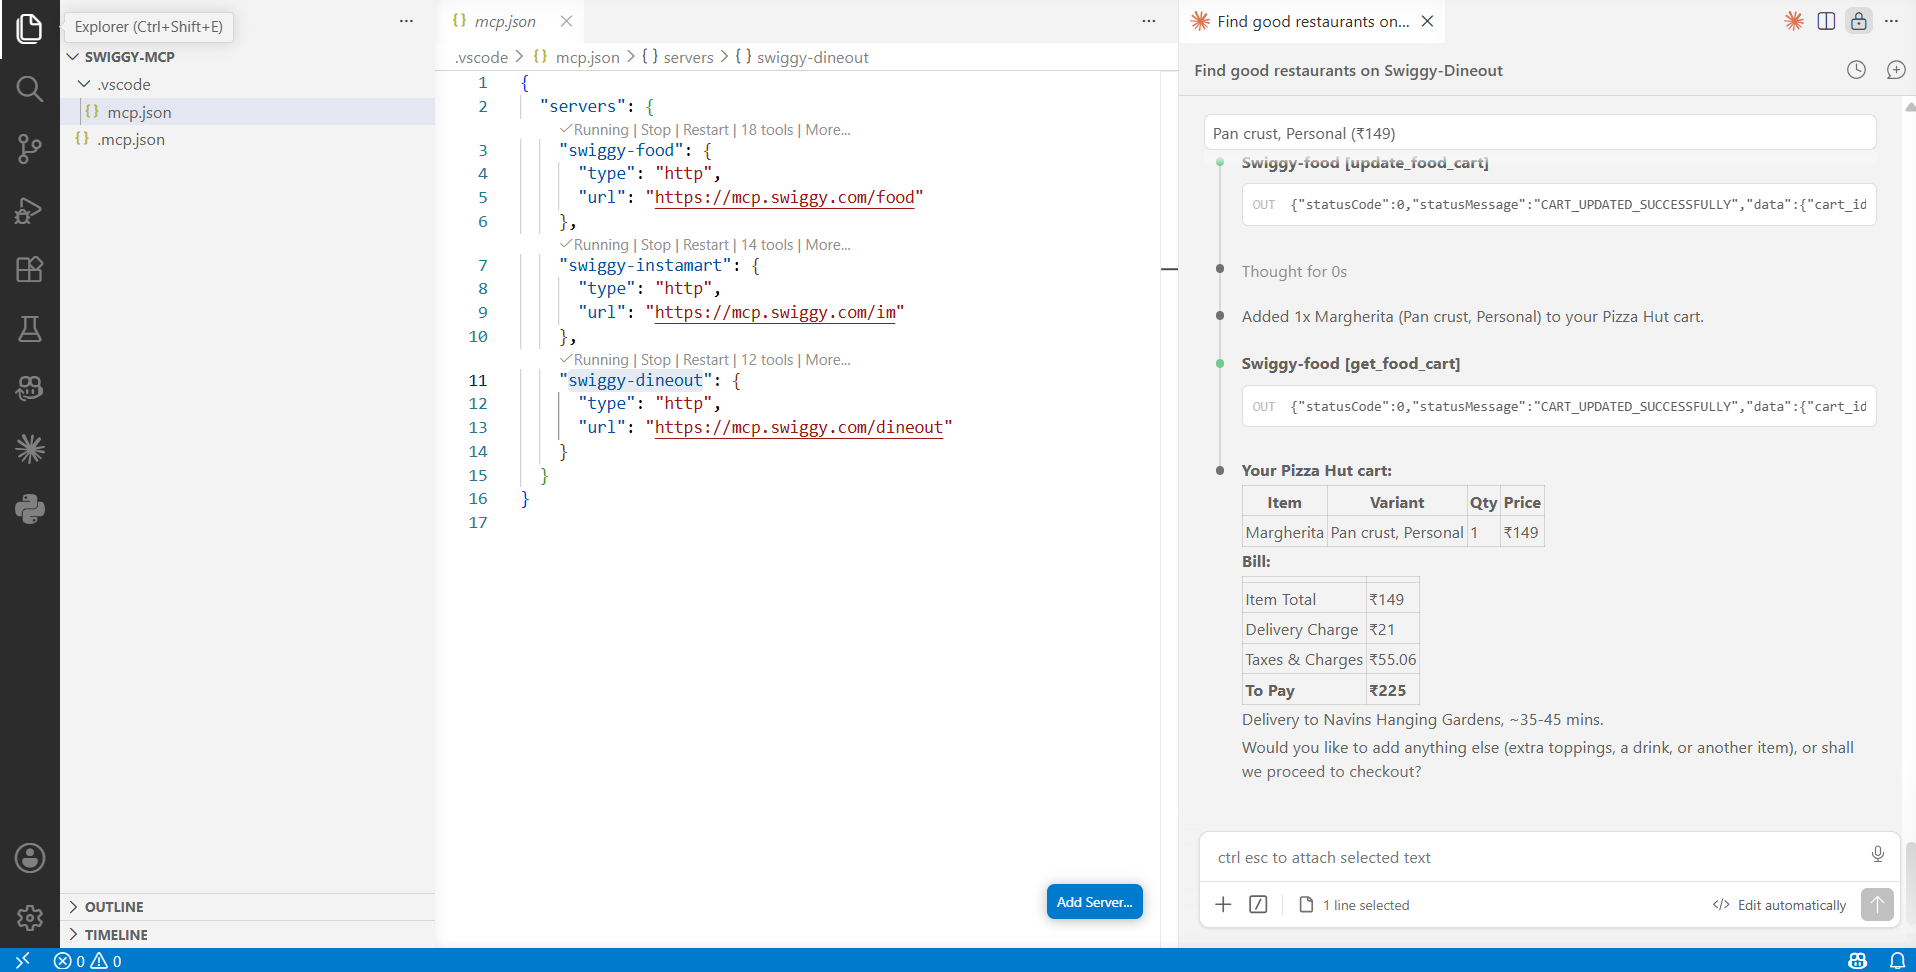 Explorer (Ctrl+Shift+E)
SWIGGY-MCP
.vscode
mcp.json
.mcp.json
OUTLINE
TIMELINE
mcp.json
.vscode > {} mcp.json > {} servers > {} swiggy-dineout
1 {
2 "servers": {
✓Running | Stop | Restart | 18 tools | More...
3 "swiggy-food": {
4 "type": "http",
5 "url": "https://mcp.swiggy.com/food"
6 },
✓Running | Stop | Restart | 14 tools | More...
7 "swiggy-instamart": {
8 "type": "http",
9 "url": "https://mcp.swiggy.com/im"
10 },
✓Running | Stop | Restart | 12 tools | More...
11 "swiggy-dineout": {
12 "type": "http",
13 "url": "https://mcp.swiggy.com/dineout"
14 }
15 }
16 }
17
Add Server...
Find good restaurants on...
Find good restaurants on Swiggy-Dineout
Pan crust, Personal (₹149)
Swiggy-food [update_food_cart]
OUT {"statusCode":0,"statusMessage":"CART_UPDATED_SUCCESSFULLY","data":{"cart_id
Thought for 0s
Added 1x Margherita (Pan crust, Personal) to your Pizza Hut cart.
Swiggy-food [get_food_cart]
OUT {"statusCode":0,"statusMessage":"CART_UPDATED_SUCCESSFULLY","data":{"cart_id
Your Pizza Hut cart:
Item Variant Qty Price
Margherita Pan crust, Personal 1 ₹149
Bill:
Item Total ₹149
Delivery Charge ₹21
Taxes & Charges ₹55.06
To Pay ₹225
Delivery to Navins Hanging Gardens, ~35-45 mins.
Would you like to add anything else (extra toppings, a drink, or another item), or shall
we proceed to checkout?
ctrl esc to attach selected text
1 line selected
</> Edit automatically
0 0